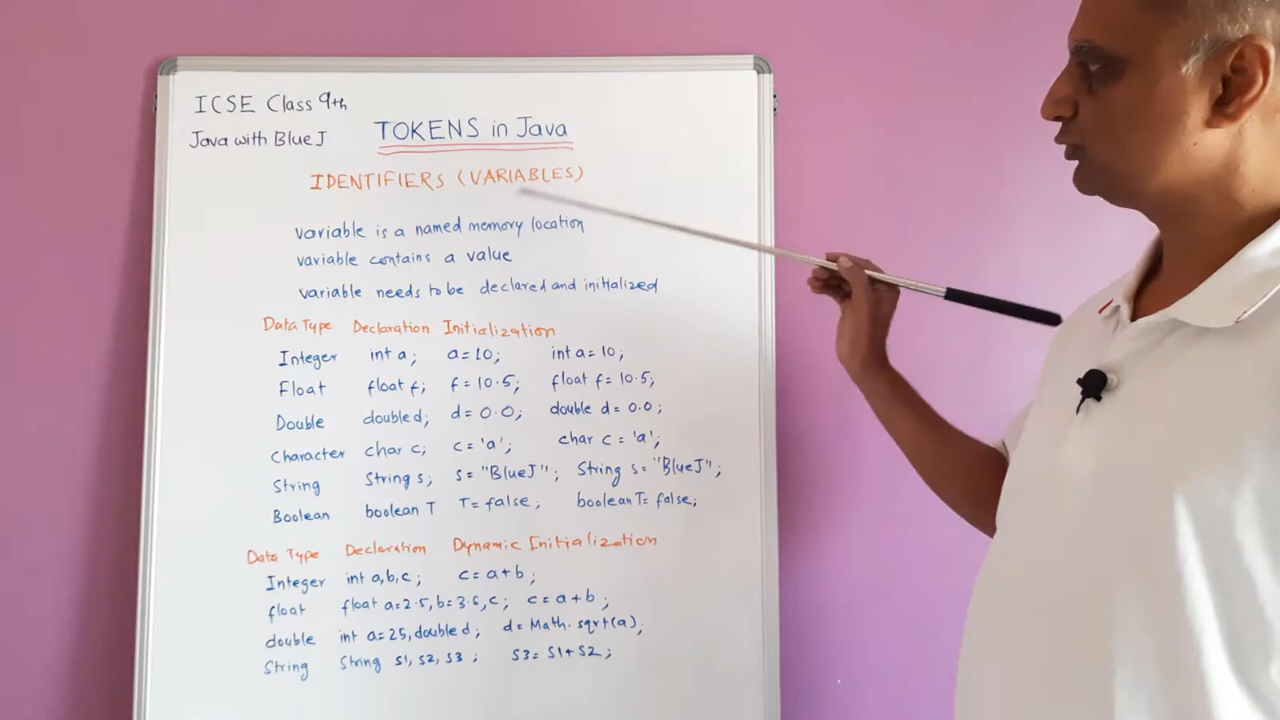 ICSE Class 9th
Java with BlueJ
TOKENS in Java
IDENTIFIERS (VARIABLES)
variable is a named memory location
variable contains a value
variable needs to be declared and initialized
Data Type Declaration Initialization
Integer int a; a=10; int a=10;
Float float f; f=10.5; float f=10.5;
Double double d; d=0.0; double d=0.0;
Character char c; c='a'; char c='a';
String String s; s="BlueJ"; String s="BlueJ";
Boolean boolean T T=false; boolean T=false;
Data Type Declaration Dynamic Initialization
Integer int a,b,c; c=a+b;
float float a=2.5,b=3.5,c; c=a+b;
double int a=25,double d; d=Math.sqrt(a);
String String S1, S2, S3; S3=S1+S2;